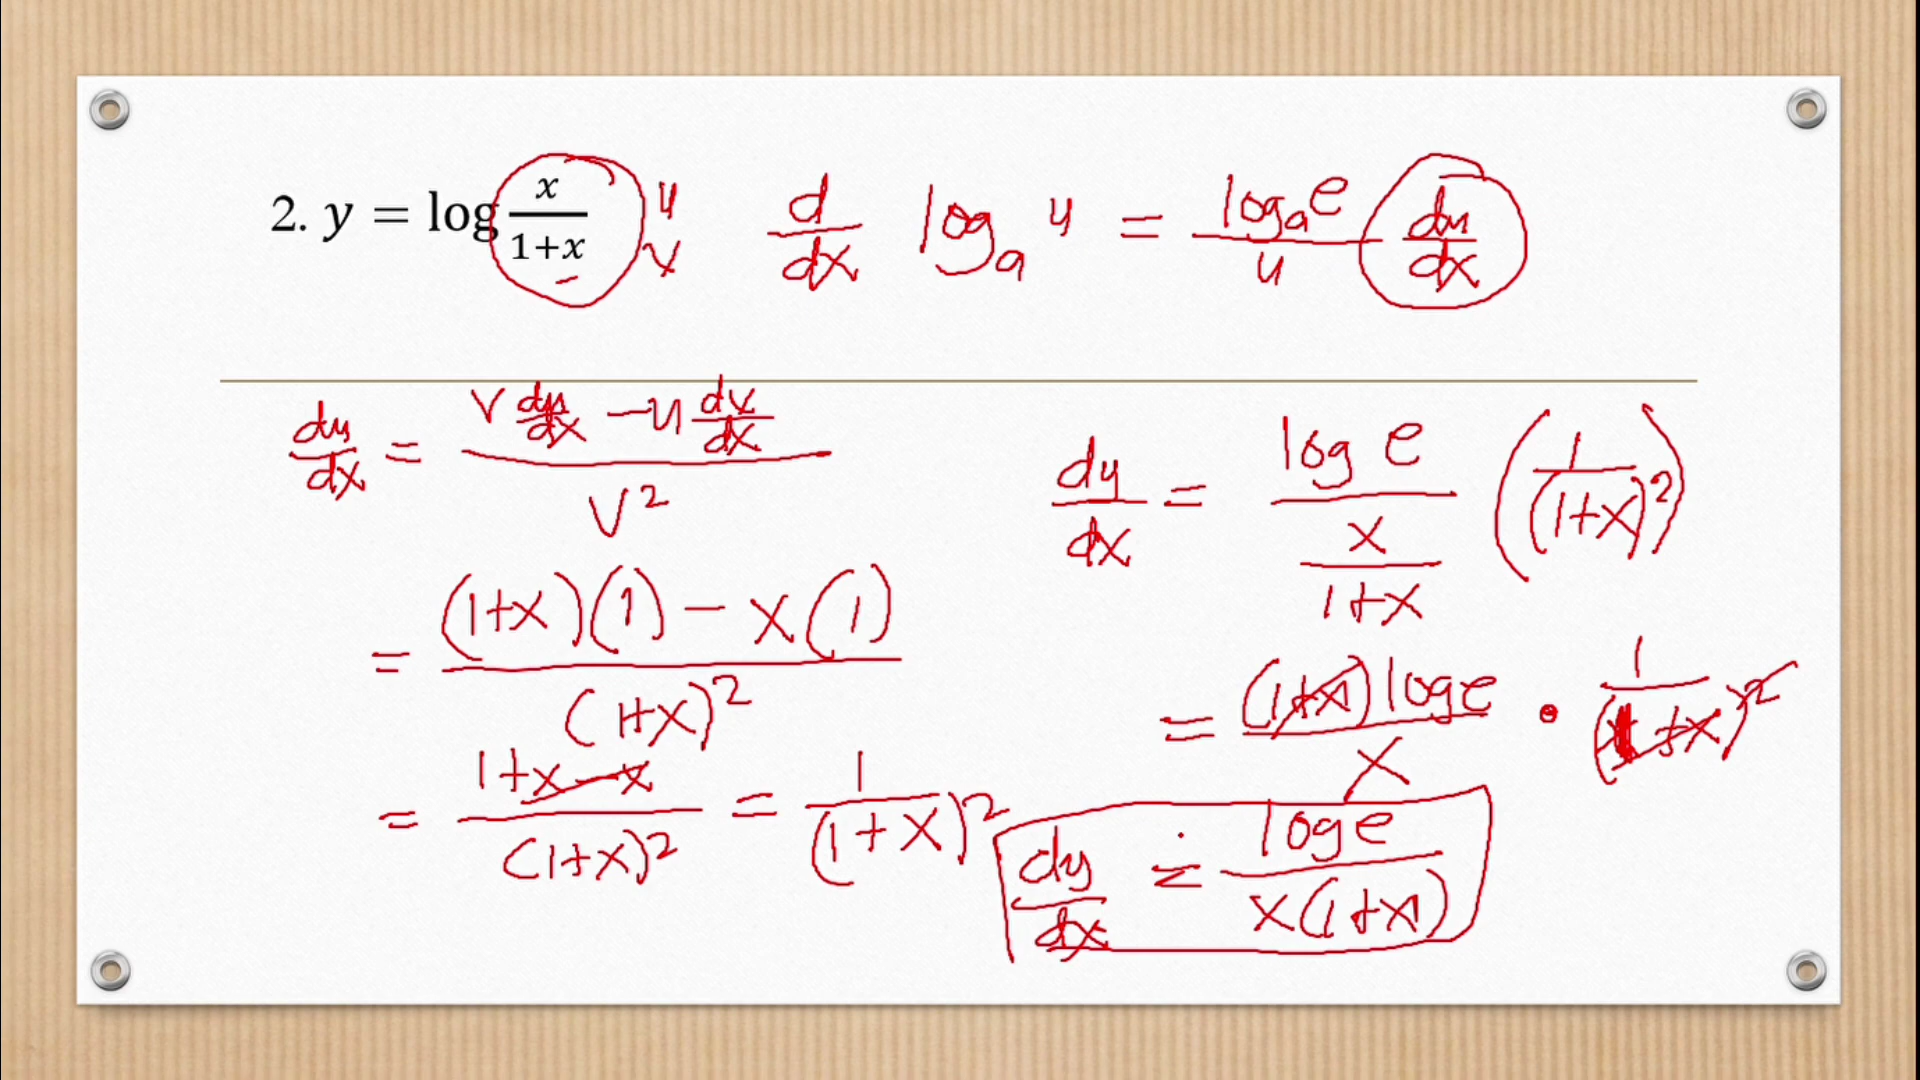 2. y = log x/(1+x) u/v d/dx logₐ u = logₐe/u du/dx
du/dx = (v du/dx − u dv/dx)/v²
= ((1+x)(1) − x(1))/(1+x)²
= (1+x−x)/(1+x)² = 1/(1+x)²
dy/dx = log e/(x/(1+x)) (1/(1+x)²)
= (1+x) log e/x · 1/(1+x)²
dy/dx = log e/(x(1+x))